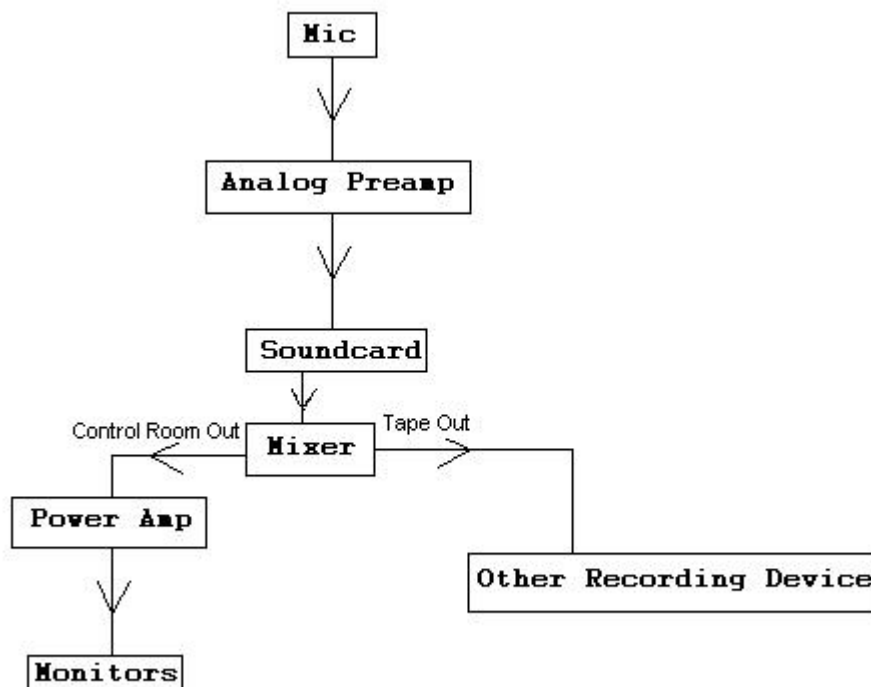 Mic
Analog Preamp
Soundcard
Control Room Out
Tape Out
Mixer
Power Amp
Other Recording Device
Monitors